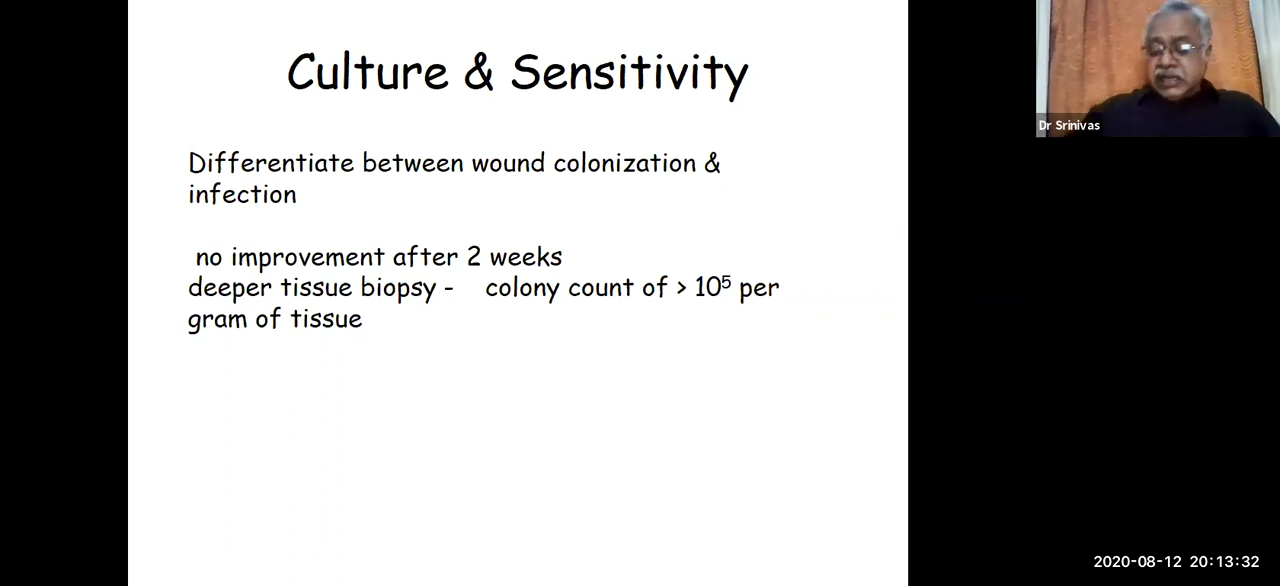 Culture & Sensitivity
Differentiate between wound colonization &
infection
no improvement after 2 weeks
deeper tissue biopsy - colony count of > 10⁵ per
gram of tissue
Dr Srinivas
2020-08-12 20:13:32